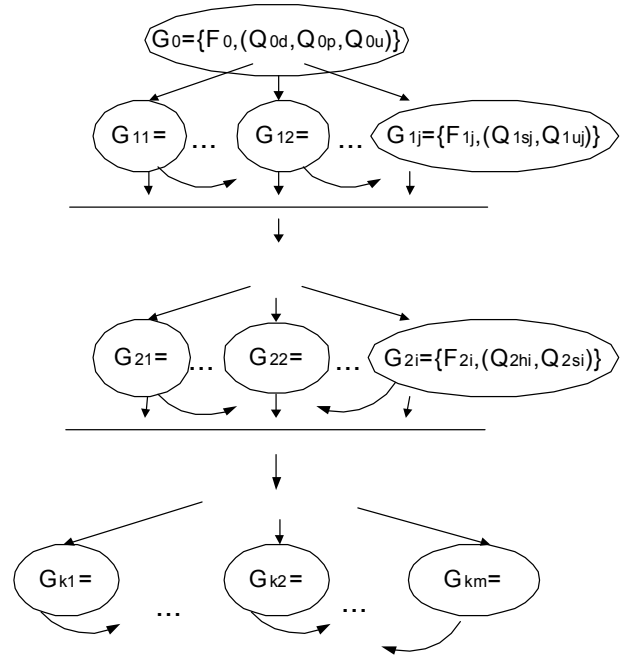 G0={F0,(Q0d,Q0p,Q0u)}
G11= ... G12= ... G1j={F1j,(Q1sj,Q1uj)}
G21= ... G22= ... G2i={F2i,(Q2hi,Q2si)}
Gk1= ... Gk2= ... Gkm=